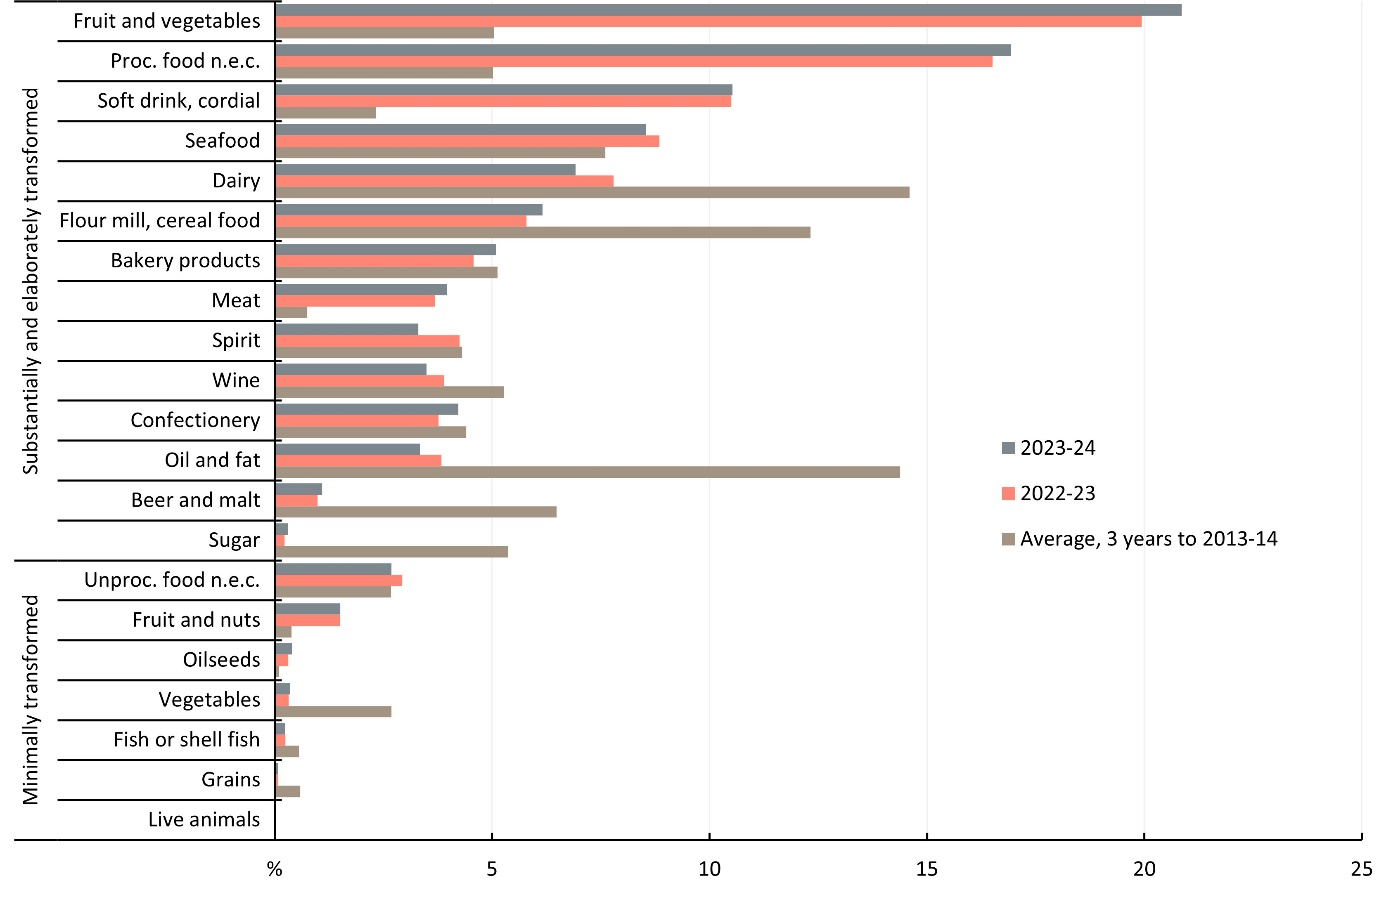 Substantially and elaborately transformed
Fruit and vegetables
Proc. food n.e.c.
Soft drink, cordial
Seafood
Dairy
Flour mill, cereal food
Bakery products
Meat
Spirit
Wine
Confectionery
Oil and fat
Beer and malt
Sugar
Minimally transformed
Unproc. food n.e.c.
Fruit and nuts
Oilseeds
Vegetables
Fish or shell fish
Grains
Live animals
2023-24
2022-23
Average, 3 years to 2013-14
% 5 10 15 20 25